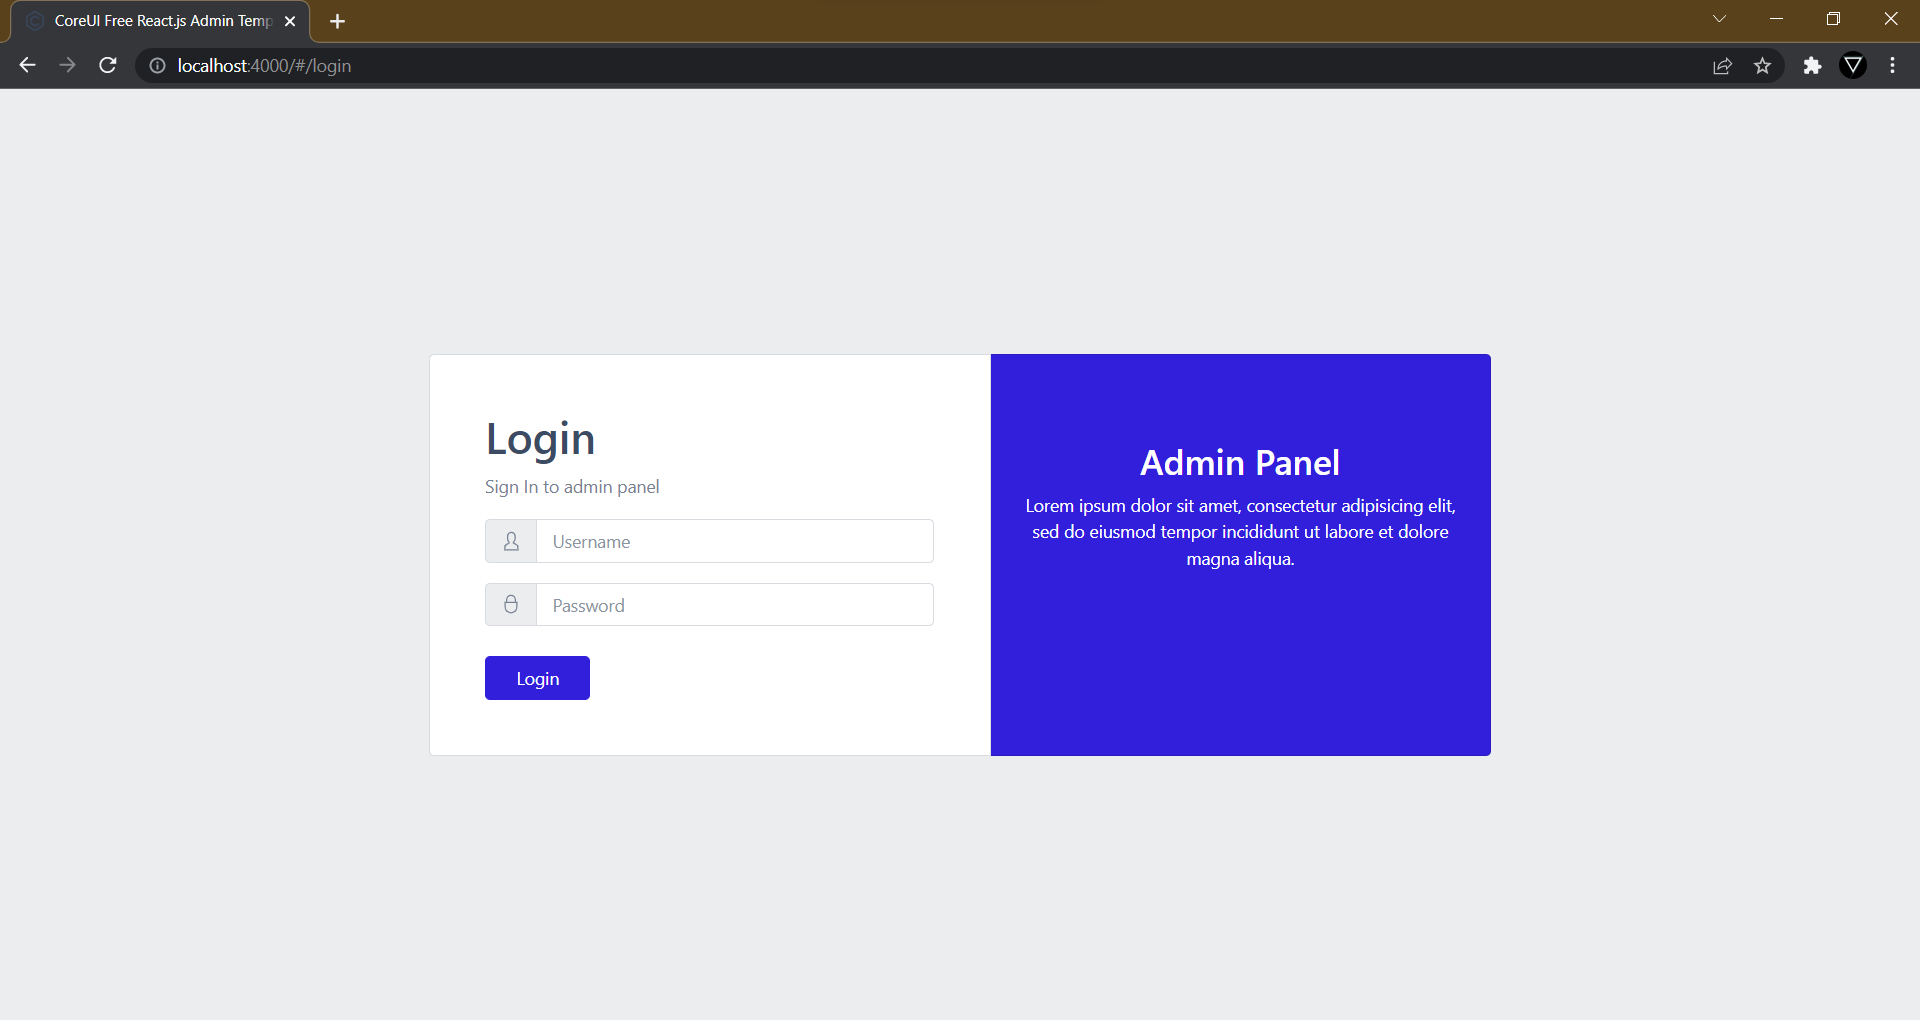 CoreUI Free React.js Admin Temp
localhost:4000/#/login
Login
Sign In to admin panel
Username
Password
Login
Admin Panel
Lorem ipsum dolor sit amet, consectetur adipisicing elit,
sed do eiusmod tempor incididunt ut labore et dolore
magna aliqua.